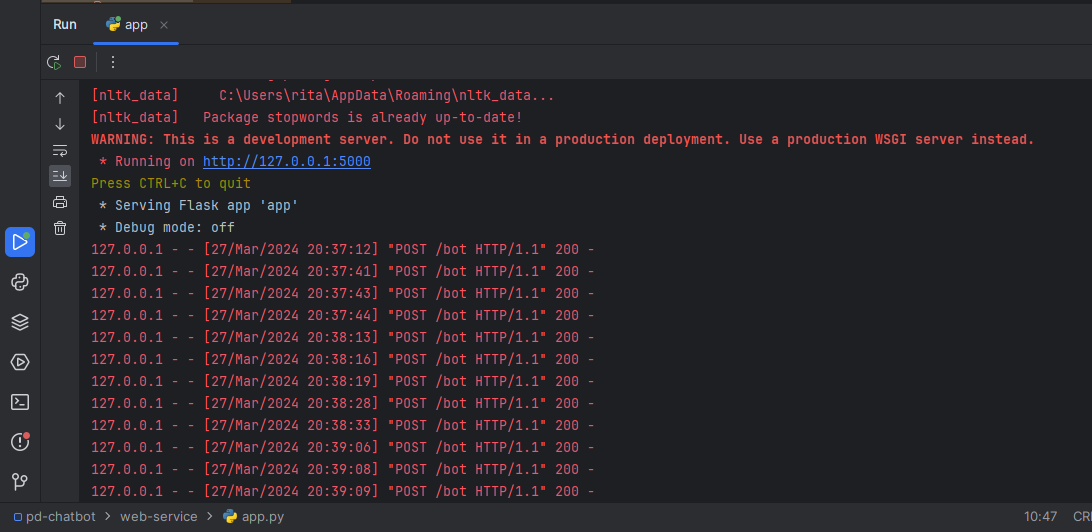 Run app
[nltk_data]     C:\Users\rita\AppData\Roaming\nltk_data...
[nltk_data]   Package stopwords is already up-to-date!
WARNING: This is a development server. Do not use it in a production deployment. Use a production WSGI server instead.
 * Running on http://127.0.0.1:5000
Press CTRL+C to quit
 * Serving Flask app 'app'
 * Debug mode: off
127.0.0.1 - - [27/Mar/2024 20:37:12] "POST /bot HTTP/1.1" 200 -
127.0.0.1 - - [27/Mar/2024 20:37:41] "POST /bot HTTP/1.1" 200 -
127.0.0.1 - - [27/Mar/2024 20:37:43] "POST /bot HTTP/1.1" 200 -
127.0.0.1 - - [27/Mar/2024 20:37:44] "POST /bot HTTP/1.1" 200 -
127.0.0.1 - - [27/Mar/2024 20:38:13] "POST /bot HTTP/1.1" 200 -
127.0.0.1 - - [27/Mar/2024 20:38:16] "POST /bot HTTP/1.1" 200 -
127.0.0.1 - - [27/Mar/2024 20:38:19] "POST /bot HTTP/1.1" 200 -
127.0.0.1 - - [27/Mar/2024 20:38:28] "POST /bot HTTP/1.1" 200 -
127.0.0.1 - - [27/Mar/2024 20:38:33] "POST /bot HTTP/1.1" 200 -
127.0.0.1 - - [27/Mar/2024 20:39:06] "POST /bot HTTP/1.1" 200 -
127.0.0.1 - - [27/Mar/2024 20:39:08] "POST /bot HTTP/1.1" 200 -
127.0.0.1 - - [27/Mar/2024 20:39:09] "POST /bot HTTP/1.1" 200 -
pd-chatbot > web-service > app.py 10:47